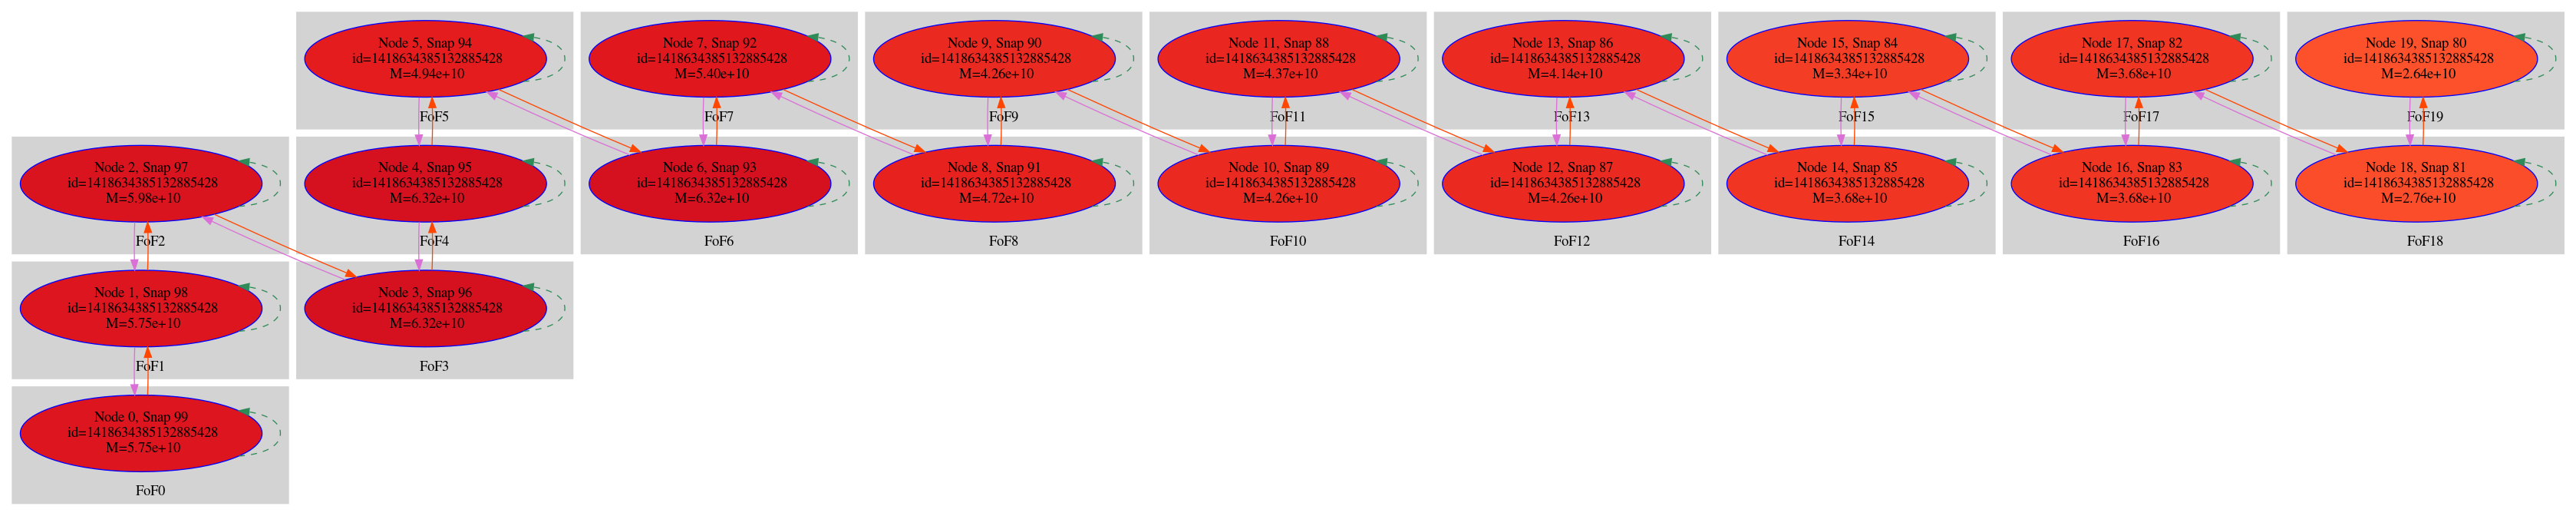 Node 5, Snap 94
id=1418634385132885428
M=4.94e+10
FoF5
Node 7, Snap 92
id=1418634385132885428
M=5.40e+10
FoF7
Node 9, Snap 90
id=1418634385132885428
M=4.26e+10
FoF9
Node 11, Snap 88
id=1418634385132885428
M=4.37e+10
FoF11
Node 13, Snap 86
id=1418634385132885428
M=4.14e+10
FoF13
Node 15, Snap 84
id=1418634385132885428
M=3.34e+10
FoF15
Node 17, Snap 82
id=1418634385132885428
M=3.68e+10
FoF17
Node 19, Snap 80
id=1418634385132885428
M=2.64e+10
FoF19
Node 2, Snap 97
id=1418634385132885428
M=5.98e+10
FoF2
Node 4, Snap 95
id=1418634385132885428
M=6.32e+10
FoF4
Node 6, Snap 93
id=1418634385132885428
M=6.32e+10
FoF6
Node 8, Snap 91
id=1418634385132885428
M=4.72e+10
FoF8
Node 10, Snap 89
id=1418634385132885428
M=4.26e+10
FoF10
Node 12, Snap 87
id=1418634385132885428
M=4.26e+10
FoF12
Node 14, Snap 85
id=1418634385132885428
M=3.68e+10
FoF14
Node 16, Snap 83
id=1418634385132885428
M=3.68e+10
FoF16
Node 18, Snap 81
id=1418634385132885428
M=2.76e+10
FoF18
Node 1, Snap 98
id=1418634385132885428
M=5.75e+10
FoF1
Node 3, Snap 96
id=1418634385132885428
M=6.32e+10
FoF3
Node 0, Snap 99
id=1418634385132885428
M=5.75e+10
FoF0